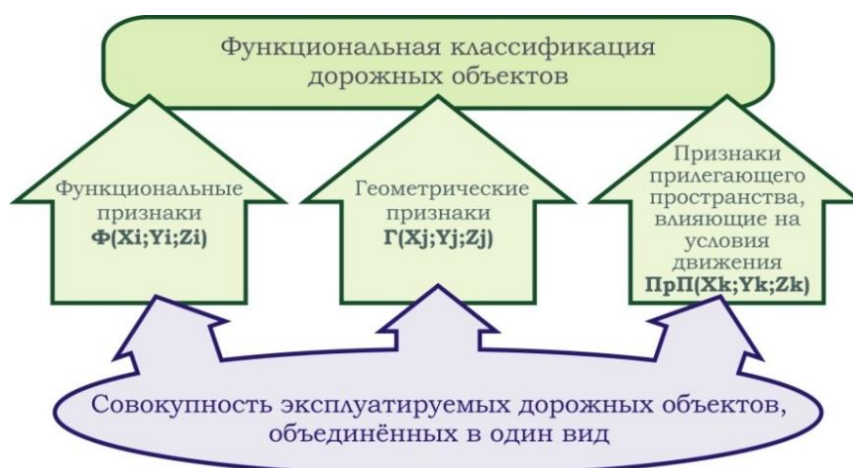 Функциональная классификация
дорожных объектов
Функциональные
признаки
Ф(Xi;Yi;Zi)
Геометрические
признаки
Г(Xj;Yj;Zj)
Признаки
прилегающего
пространства,
влияющие на
условия
движения
ПрП(Xk;Yk;Zk)
Совокупность эксплуатируемых дорожных объектов,
объединённых в один вид